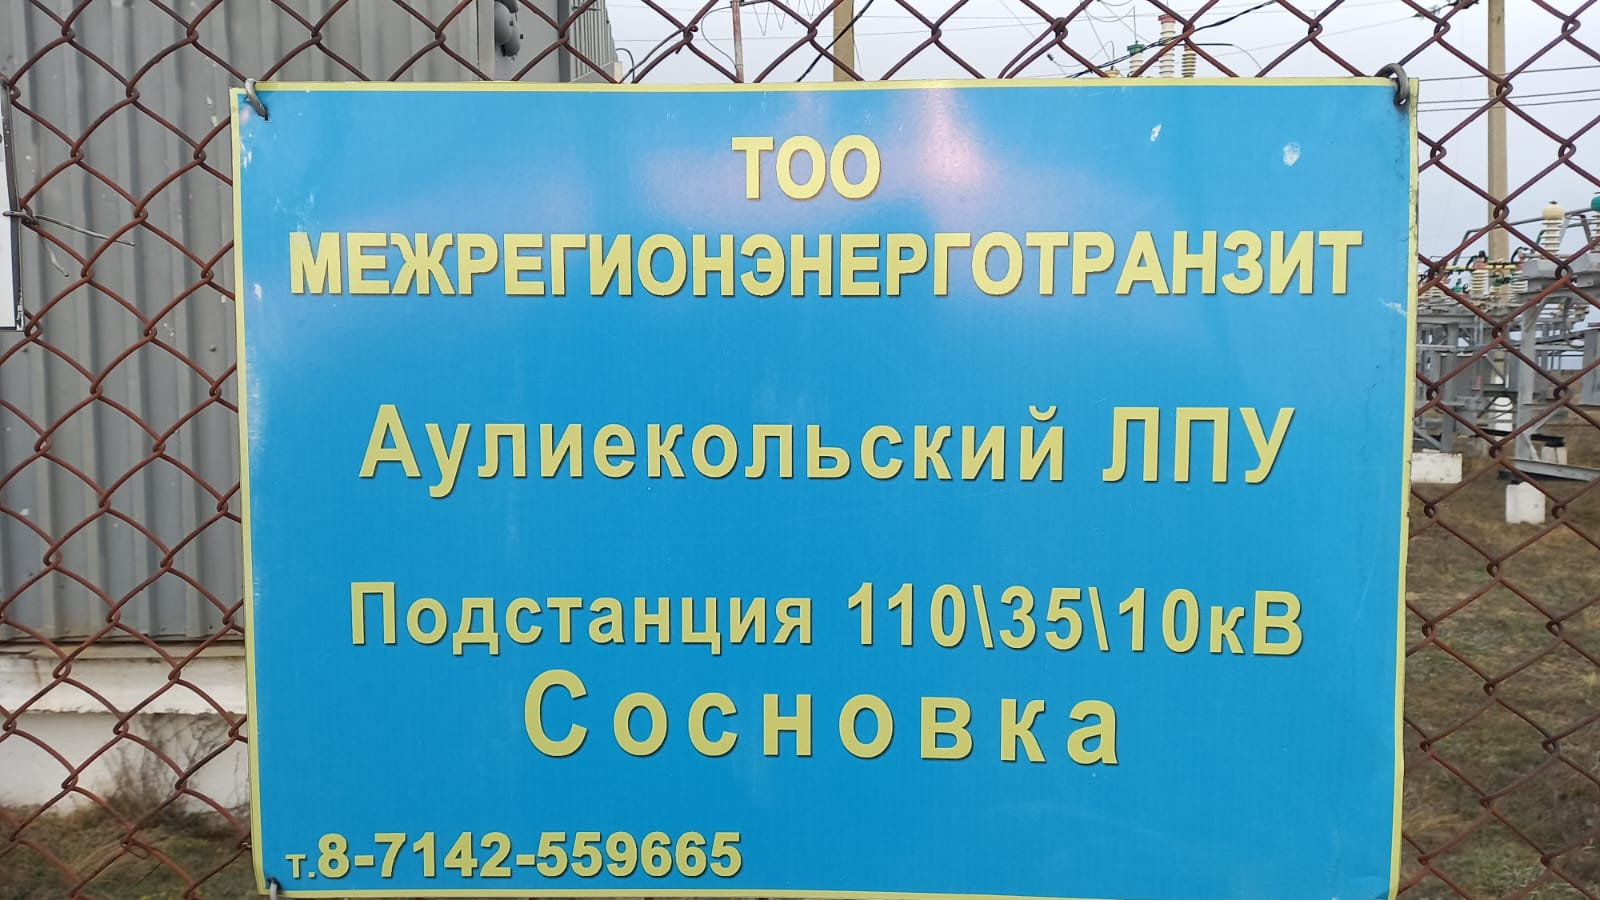 ТОО
МЕЖРЕГИОНЭНЕРГОТРАНЗИТ
Аулиекольский ЛПУ
Подстанция 110\35\10кВ
Сосновка
т.8-7142-559665